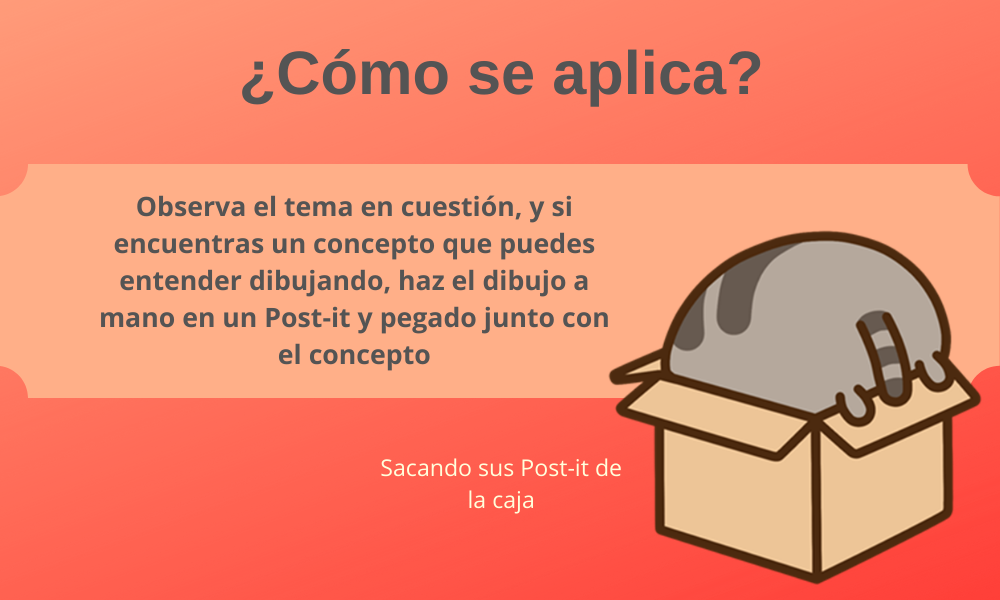 ¿Cómo se aplica?
Observa el tema en cuestión, y si
encuentras un concepto que puedes
entender dibujando, haz el dibujo a
mano en un Post-it y pegado junto con
el concepto
Sacando sus Post-it de
la caja